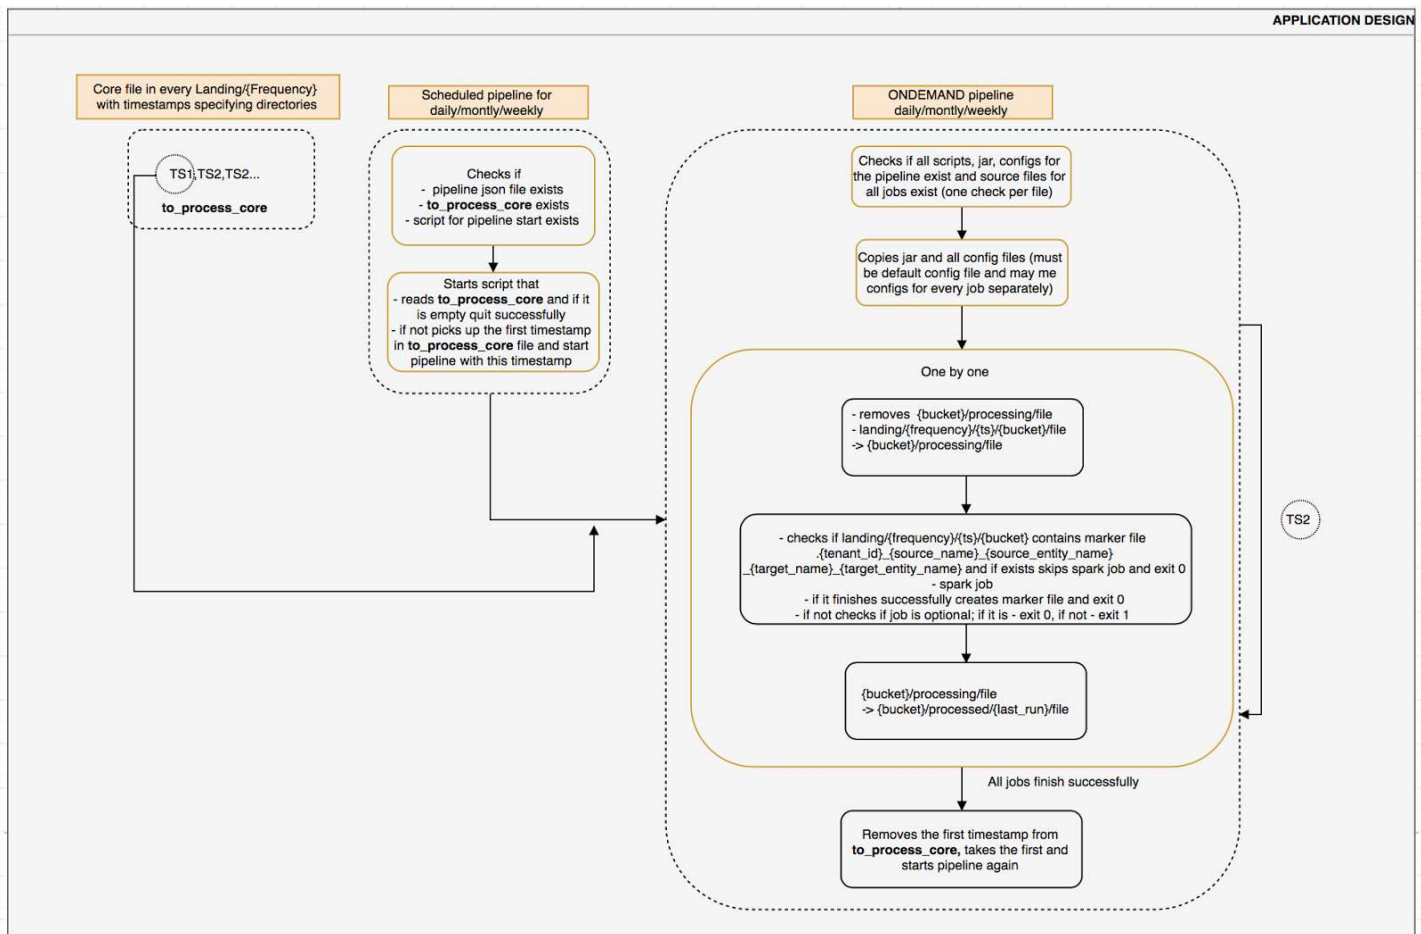 APPLICATION DESIGN
Core file in every Landing/{Frequency}
with timestamps specifying directories
TS1,TS2,TS2...
to_process_core
Scheduled pipeline for
daily/montly/weekly
Checks if
- pipeline json file exists
- to_process_core exists
- script for pipeline start exists
Starts script that
- reads to_process_core and if it
is empty quit successfully
- if not picks up the first timestamp
in to_process_core file and start
pipeline with this timestamp
ONDEMAND pipeline
daily/montly/weekly
Checks if all scripts, jar, configs for
the pipeline exist and source files for
all jobs exist (one check per file)
Copies jar and all config files (must
be default config file and may me
configs for every job separately)
One by one
- removes {bucket}/processing/file
- landing/{frequency}/{ts}/{bucket}/file
-> {bucket}/processing/file
- checks if landing/{frequency}/{ts}/{bucket} contains marker file
.{tenant_id}_{source_name}_{source_entity_name}
_{target_name}_{target_entity_name} and if exists skips spark job and exit 0
- spark job
- if it finishes successfully creates marker file and exit 0
- if not checks if job is optional; if it is - exit 0, if not - exit 1
{bucket}/processing/file
-> {bucket}/processed/{last_run}/file
All jobs finish successfully
Removes the first timestamp from
to_process_core, takes the first and
starts pipeline again
TS2